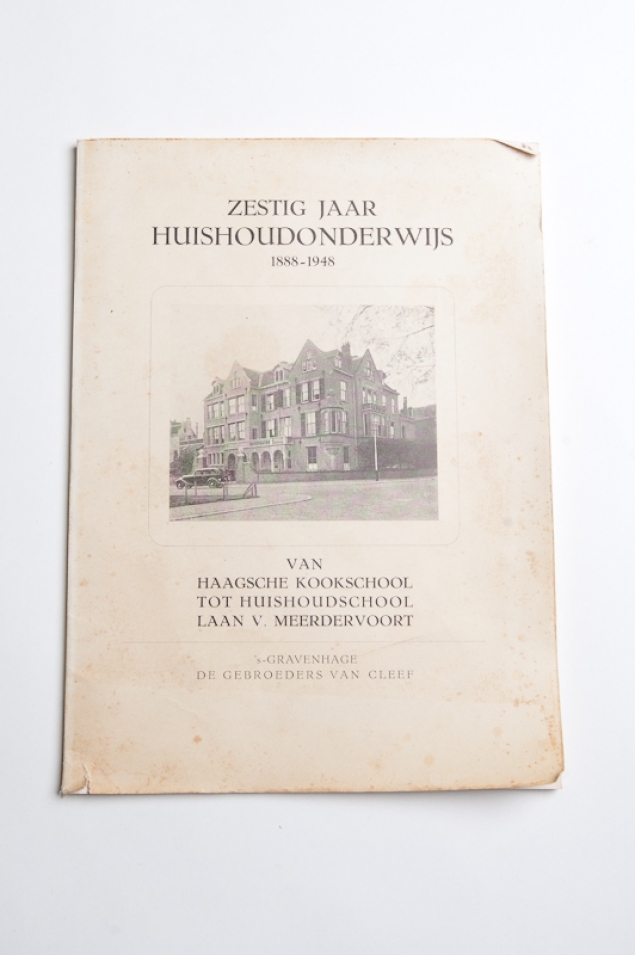 ZESTIG JAAR
HUISHOUDONDERWIJS
1888-1948
VAN
HAAGSCHE KOOKSCHOOL
TOT HUISHOUDSCHOOL
LAAN V. MEERDERVOORT
's-GRAVENHAGE
DE GEBROEDERS VAN CLEEF